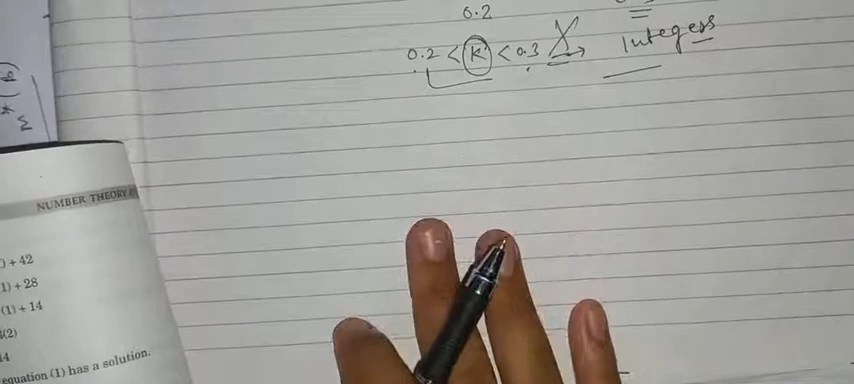 0.2
0.2 < K < 0.3 X → Integers
NUMBER THEORY
) + 42
1) + 28
(1) + 14
(2)
14
equation (1) has a solution.